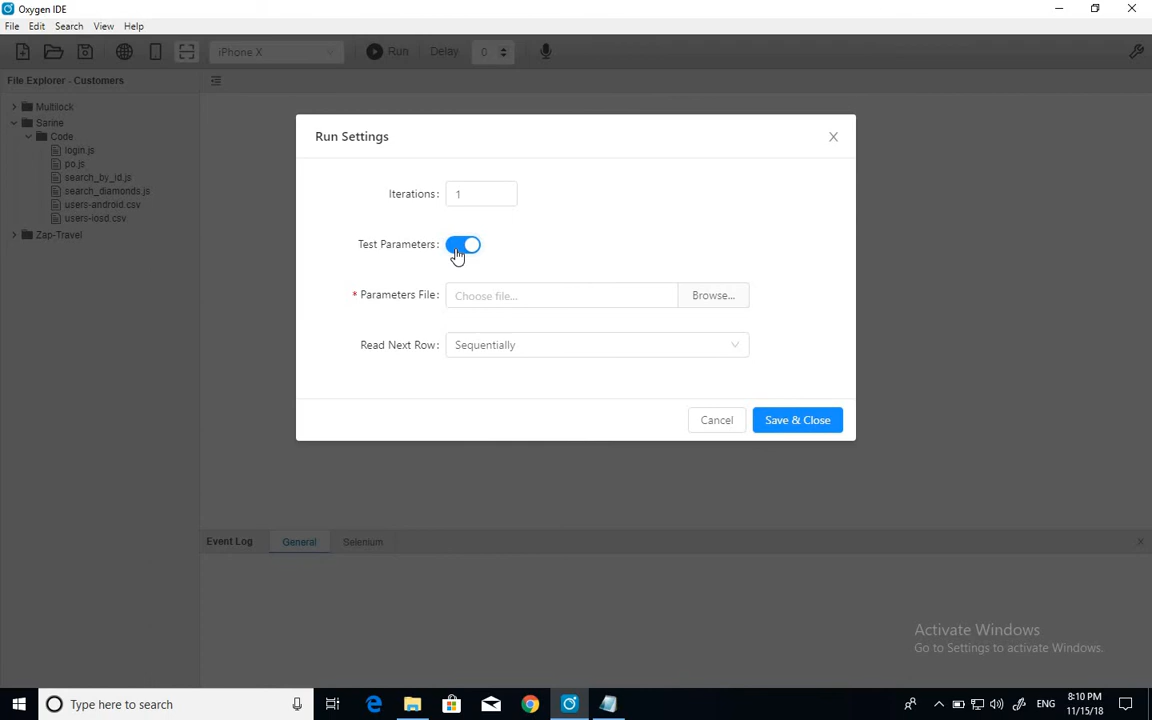 Oxygen IDE
File Edit Search View Help
iPhone X Run Delay 0
File Explorer - Customers
Multilock
Sarine
Code
login.js
po.js
search_by_id.js
search_diamonds.js
users-android.csv
users-iosd.csv
Zap-Travel
Run Settings
Iterations: 1
Test Parameters:
* Parameters File: Choose file... Browse...
Read Next Row: Sequentially
Cancel Save & Close
Event Log General Selenium
Activate Windows
Go to Settings to activate Windows.
Type here to search
ENG
8:10 PM
11/15/18